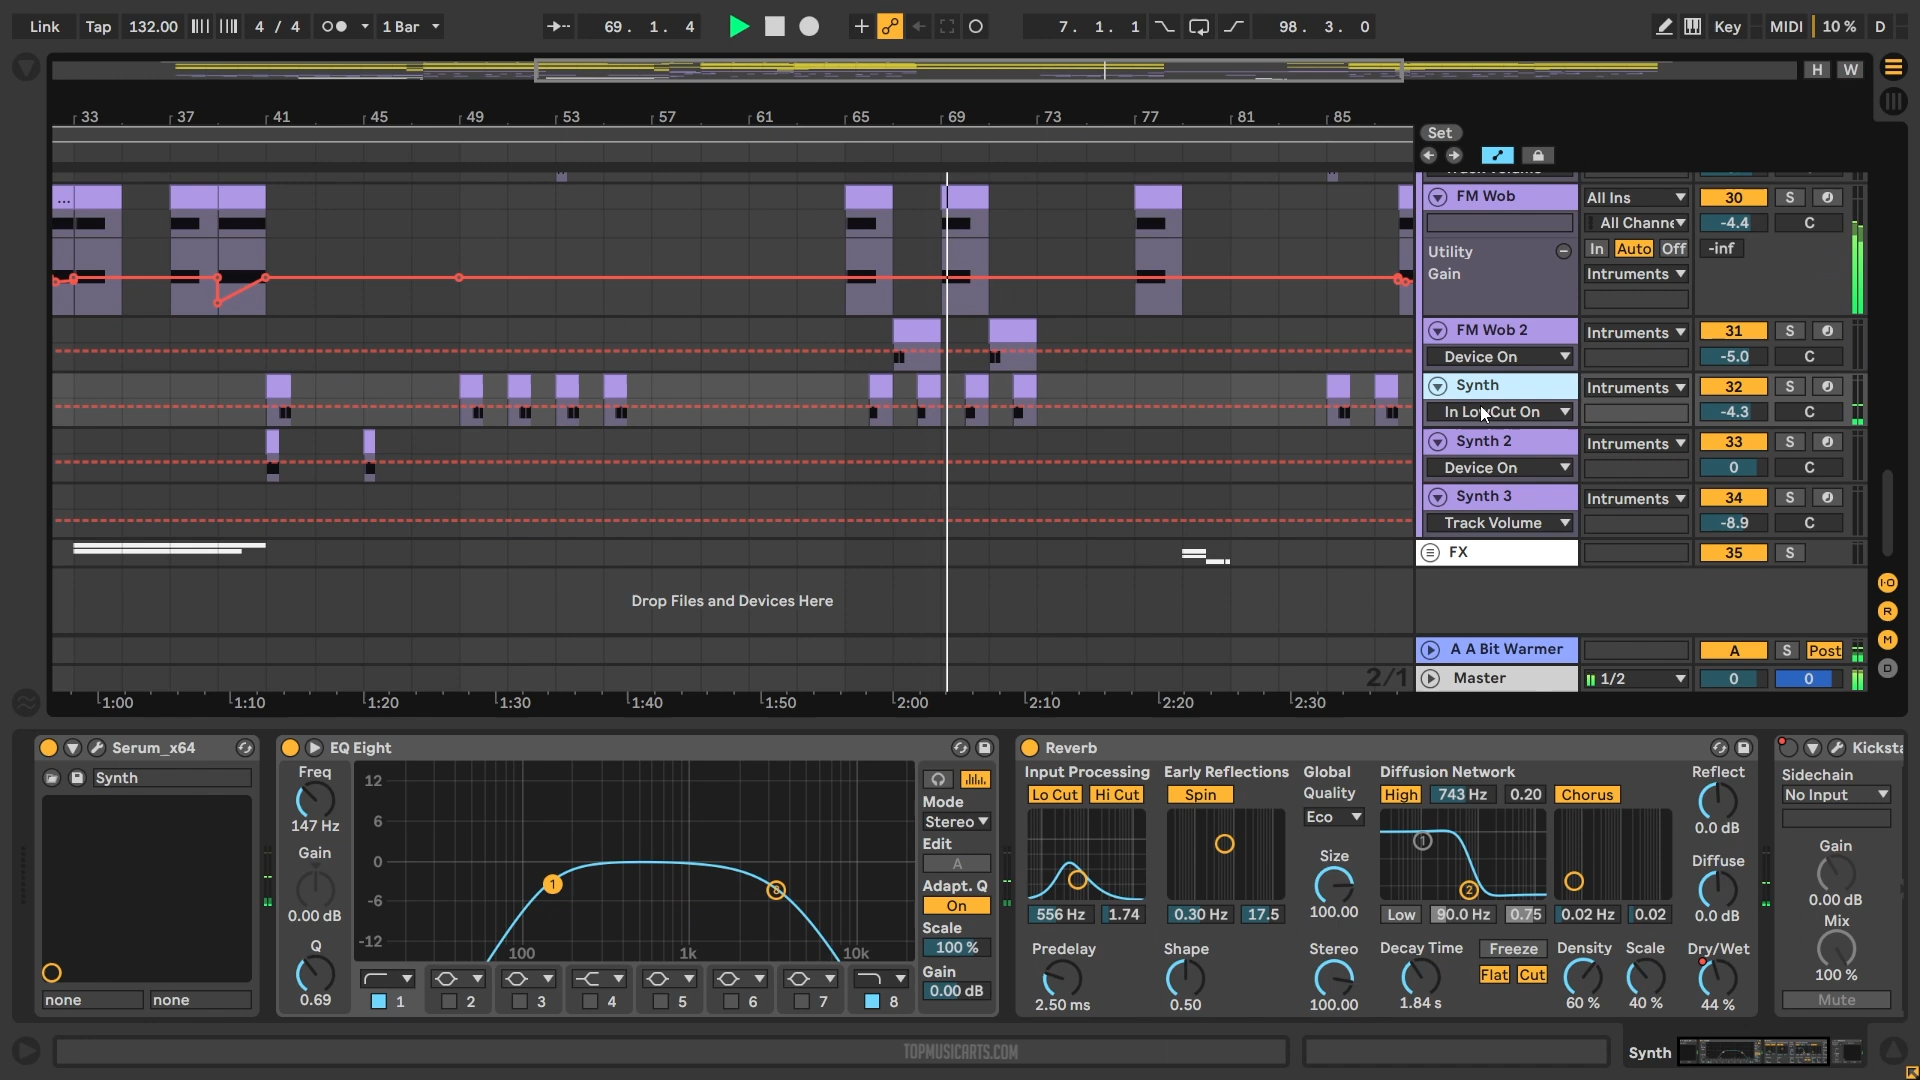 Link Tap 132.00 4 / 4 1 Bar 69. 1. 4 7. 1. 1 98. 3. 0 Key MIDI 10 % D
H W
33 37 41 45 49 53 57 61 65 69 73 77 81 85
Set
... FM Wob All Ins 30 S
All Channe -4.4 C
Utility In Auto Off -inf
Gain Instruments
FM Wob 2 Instruments 31 S
Device On -5.0 C
Synth Instruments 32 S
In LowCut On -4.3 C
Synth 2 Instruments 33 S
Device On 0 C
Synth 3 Instruments 34 S
Track Volume -8.9 C
FX 35 S
Drop Files and Devices Here
I·O
R
M
D
A A Bit Warmer A S Post
2/1 Master 1/2 0 0
1:00 1:10 1:20 1:30 1:40 1:50 2:00 2:10 2:20 2:30
Serum_x64
Synth
none none
EQ Eight
Freq
147 Hz
Gain
0.00 dB
Q
0.69
12
6
0
-6
-12
100 1k 10k
1 8
1 2 3 4 5 6 7 8
Mode
Stereo
Edit
A
Adapt. Q
On
Scale
100 %
Gain
0.00 dB
Reverb
Input Processing
Lo Cut Hi Cut
556 Hz 1.74
Predelay
2.50 ms
Early Reflections
Spin
0.30 Hz 17.5
Shape
0.50
Global
Quality
Eco
Size
100.00
Stereo
100.00
Diffusion Network
High 743 Hz 0.20 Chorus
1 2
Low 90.0 Hz 0.75 0.02 Hz 0.02
Decay Time Freeze Density Scale
Flat Cut
1.84 s 60 % 40 %
Reflect
0.0 dB
Diffuse
0.0 dB
Dry/Wet
44 %
Kicksta
Sidechain
No Input
Gain
0.00 dB
Mix
100 %
Mute
TOPMUSICARTS.COM
Synth